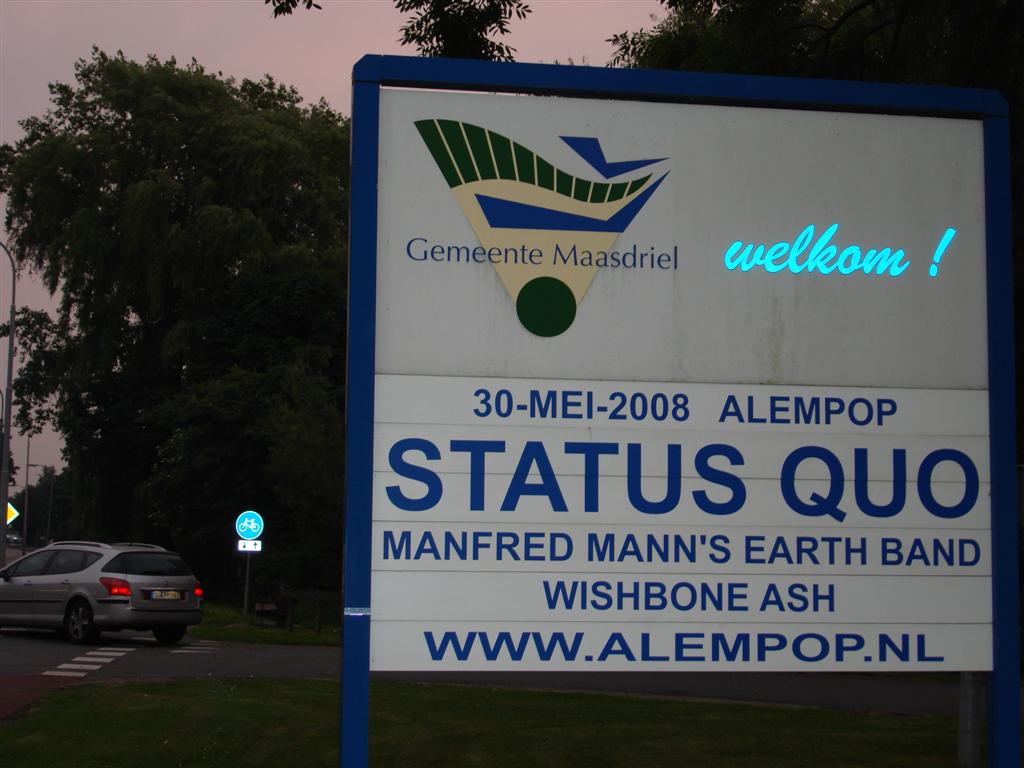 Gemeente Maasdriel
welkom !
30-MEI-2008 ALEMPOP
STATUS QUO
MANFRED MANN'S EARTH BAND
WISHBONE ASH
WWW.ALEMPOP.NL